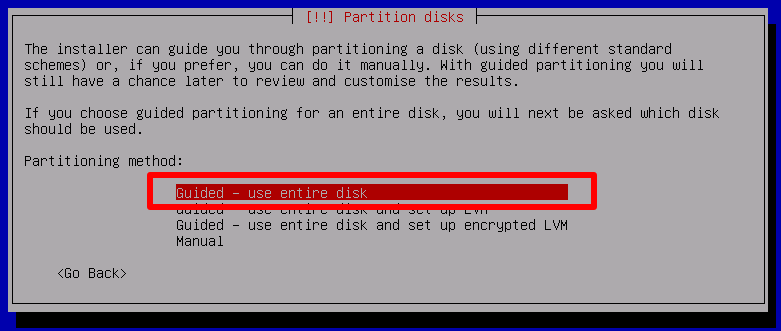 [!!] Partition disks
The installer can guide you through partitioning a disk (using different standard
schemes) or, if you prefer, you can do it manually. With guided partitioning you will
still have a chance later to review and customise the results.
If you choose guided partitioning for an entire disk, you will next be asked which disk
should be used.
Partitioning method:
Guided - use entire disk
Guided - use entire disk and set up LVM
Guided - use entire disk and set up encrypted LVM
Manual
<Go Back>